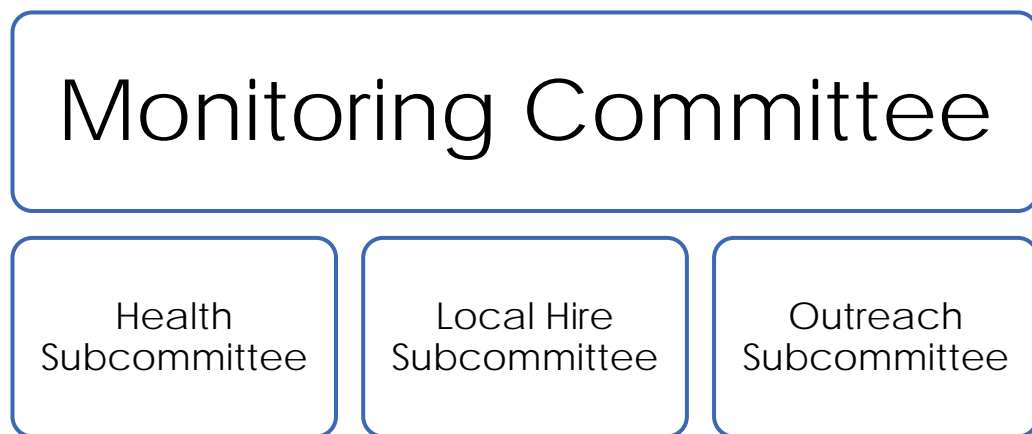 Monitoring Committee
Health
Subcommittee
Local Hire
Subcommittee
Outreach
Subcommittee